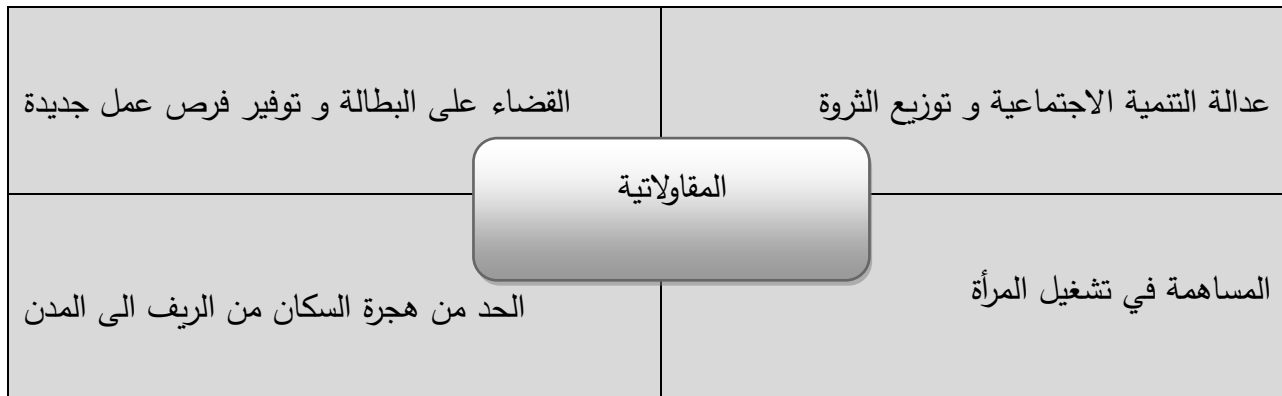 عدالة التنمية الاجتماعية و توزيع الثروة
القضاء على البطالة و توفير فرص عمل جديدة
المقاولاتية
المساهمة في تشغيل المرأة
الحد من هجرة السكان من الريف الى المدن